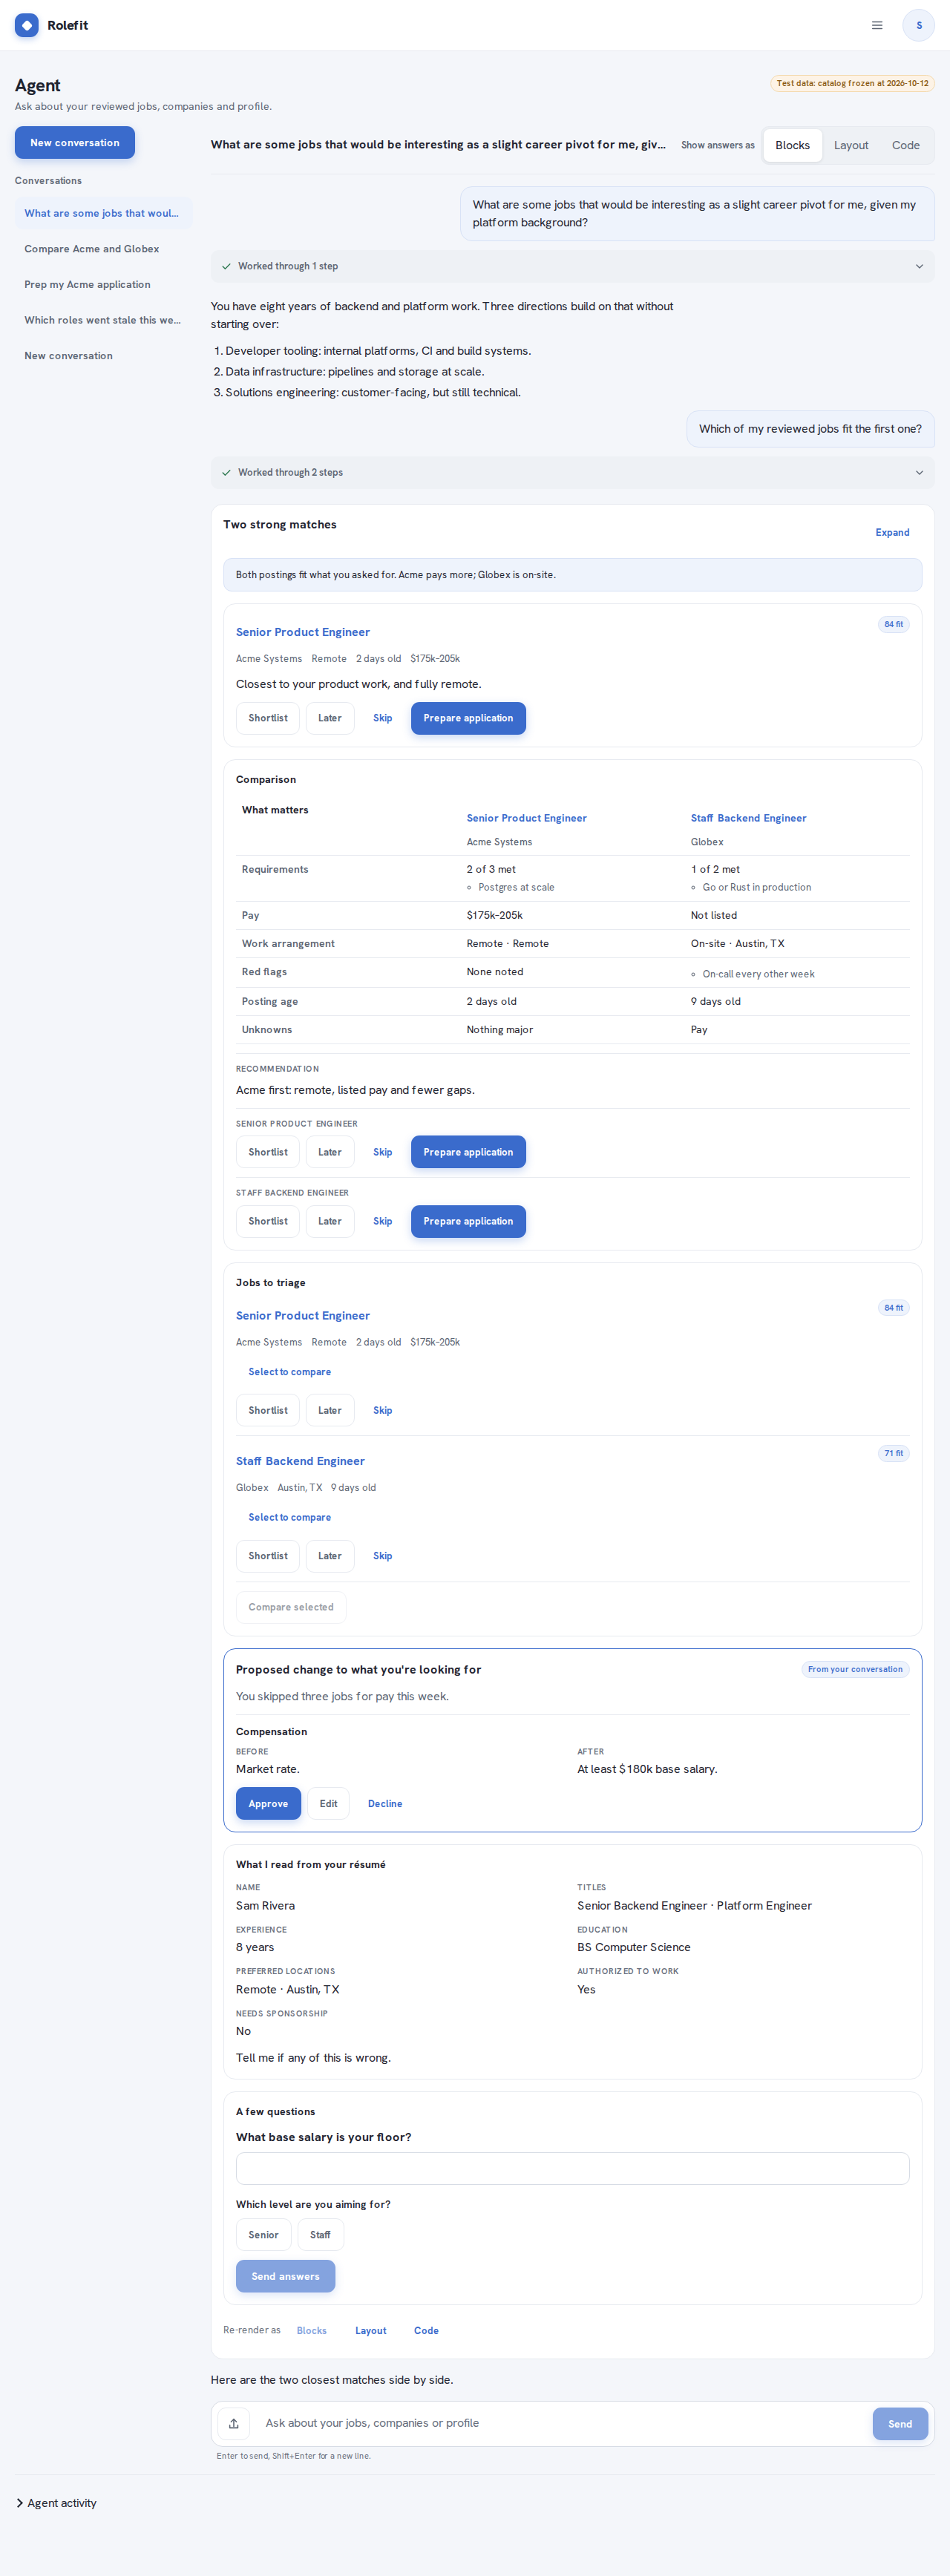 Rolefit
S
Agent
Test data: catalog frozen at 2026-10-12
Ask about your reviewed jobs, companies and profile.
New conversation
Conversations
What are some jobs that woul...
Compare Acme and Globex
Prep my Acme application
Which roles went stale this we...
New conversation
What are some jobs that would be interesting as a slight career pivot for me, giv...
Show answers as
Blocks
Layout
Code
What are some jobs that would be interesting as a slight career pivot for me, given my
platform background?
Worked through 1 step
You have eight years of backend and platform work. Three directions build on that without
starting over:
1. Developer tooling: internal platforms, CI and build systems.
2. Data infrastructure: pipelines and storage at scale.
3. Solutions engineering: customer-facing, but still technical.
Which of my reviewed jobs fit the first one?
Worked through 2 steps
Two strong matches
Expand
Both postings fit what you asked for. Acme pays more; Globex is on-site.
Senior Product Engineer
84 fit
Acme Systems Remote 2 days old $175k-205k
Closest to your product work, and fully remote.
Shortlist Later Skip Prepare application
Comparison
What matters Senior Product Engineer Staff Backend Engineer
Acme Systems Globex
Requirements 2 of 3 met 1 of 2 met
Postgres at scale Go or Rust in production
Pay $175k-205k Not listed
Work arrangement Remote · Remote On-site · Austin, TX
Red flags None noted On-call every other week
Posting age 2 days old 9 days old
Unknowns Nothing major Pay
RECOMMENDATION
Acme first: remote, listed pay and fewer gaps.
SENIOR PRODUCT ENGINEER
Shortlist Later Skip Prepare application
STAFF BACKEND ENGINEER
Shortlist Later Skip Prepare application
Jobs to triage
Senior Product Engineer
84 fit
Acme Systems Remote 2 days old $175k-205k
Select to compare
Shortlist Later Skip
Staff Backend Engineer
71 fit
Globex Austin, TX 9 days old
Select to compare
Shortlist Later Skip
Compare selected
Proposed change to what you're looking for
From your conversation
You skipped three jobs for pay this week.
Compensation
BEFORE AFTER
Market rate. At least $180k base salary.
Approve Edit Decline
What I read from your résumé
NAME TITLES
Sam Rivera Senior Backend Engineer · Platform Engineer
EXPERIENCE EDUCATION
8 years BS Computer Science
PREFERRED LOCATIONS AUTHORIZED TO WORK
Remote · Austin, TX Yes
NEEDS SPONSORSHIP
No
Tell me if any of this is wrong.
A few questions
What base salary is your floor?
Which level are you aiming for?
Senior Staff
Send answers
Re-render as Blocks Layout Code
Here are the two closest matches side by side.
Ask about your jobs, companies or profile
Send
Enter to send, Shift+Enter for a new line.
Agent activity